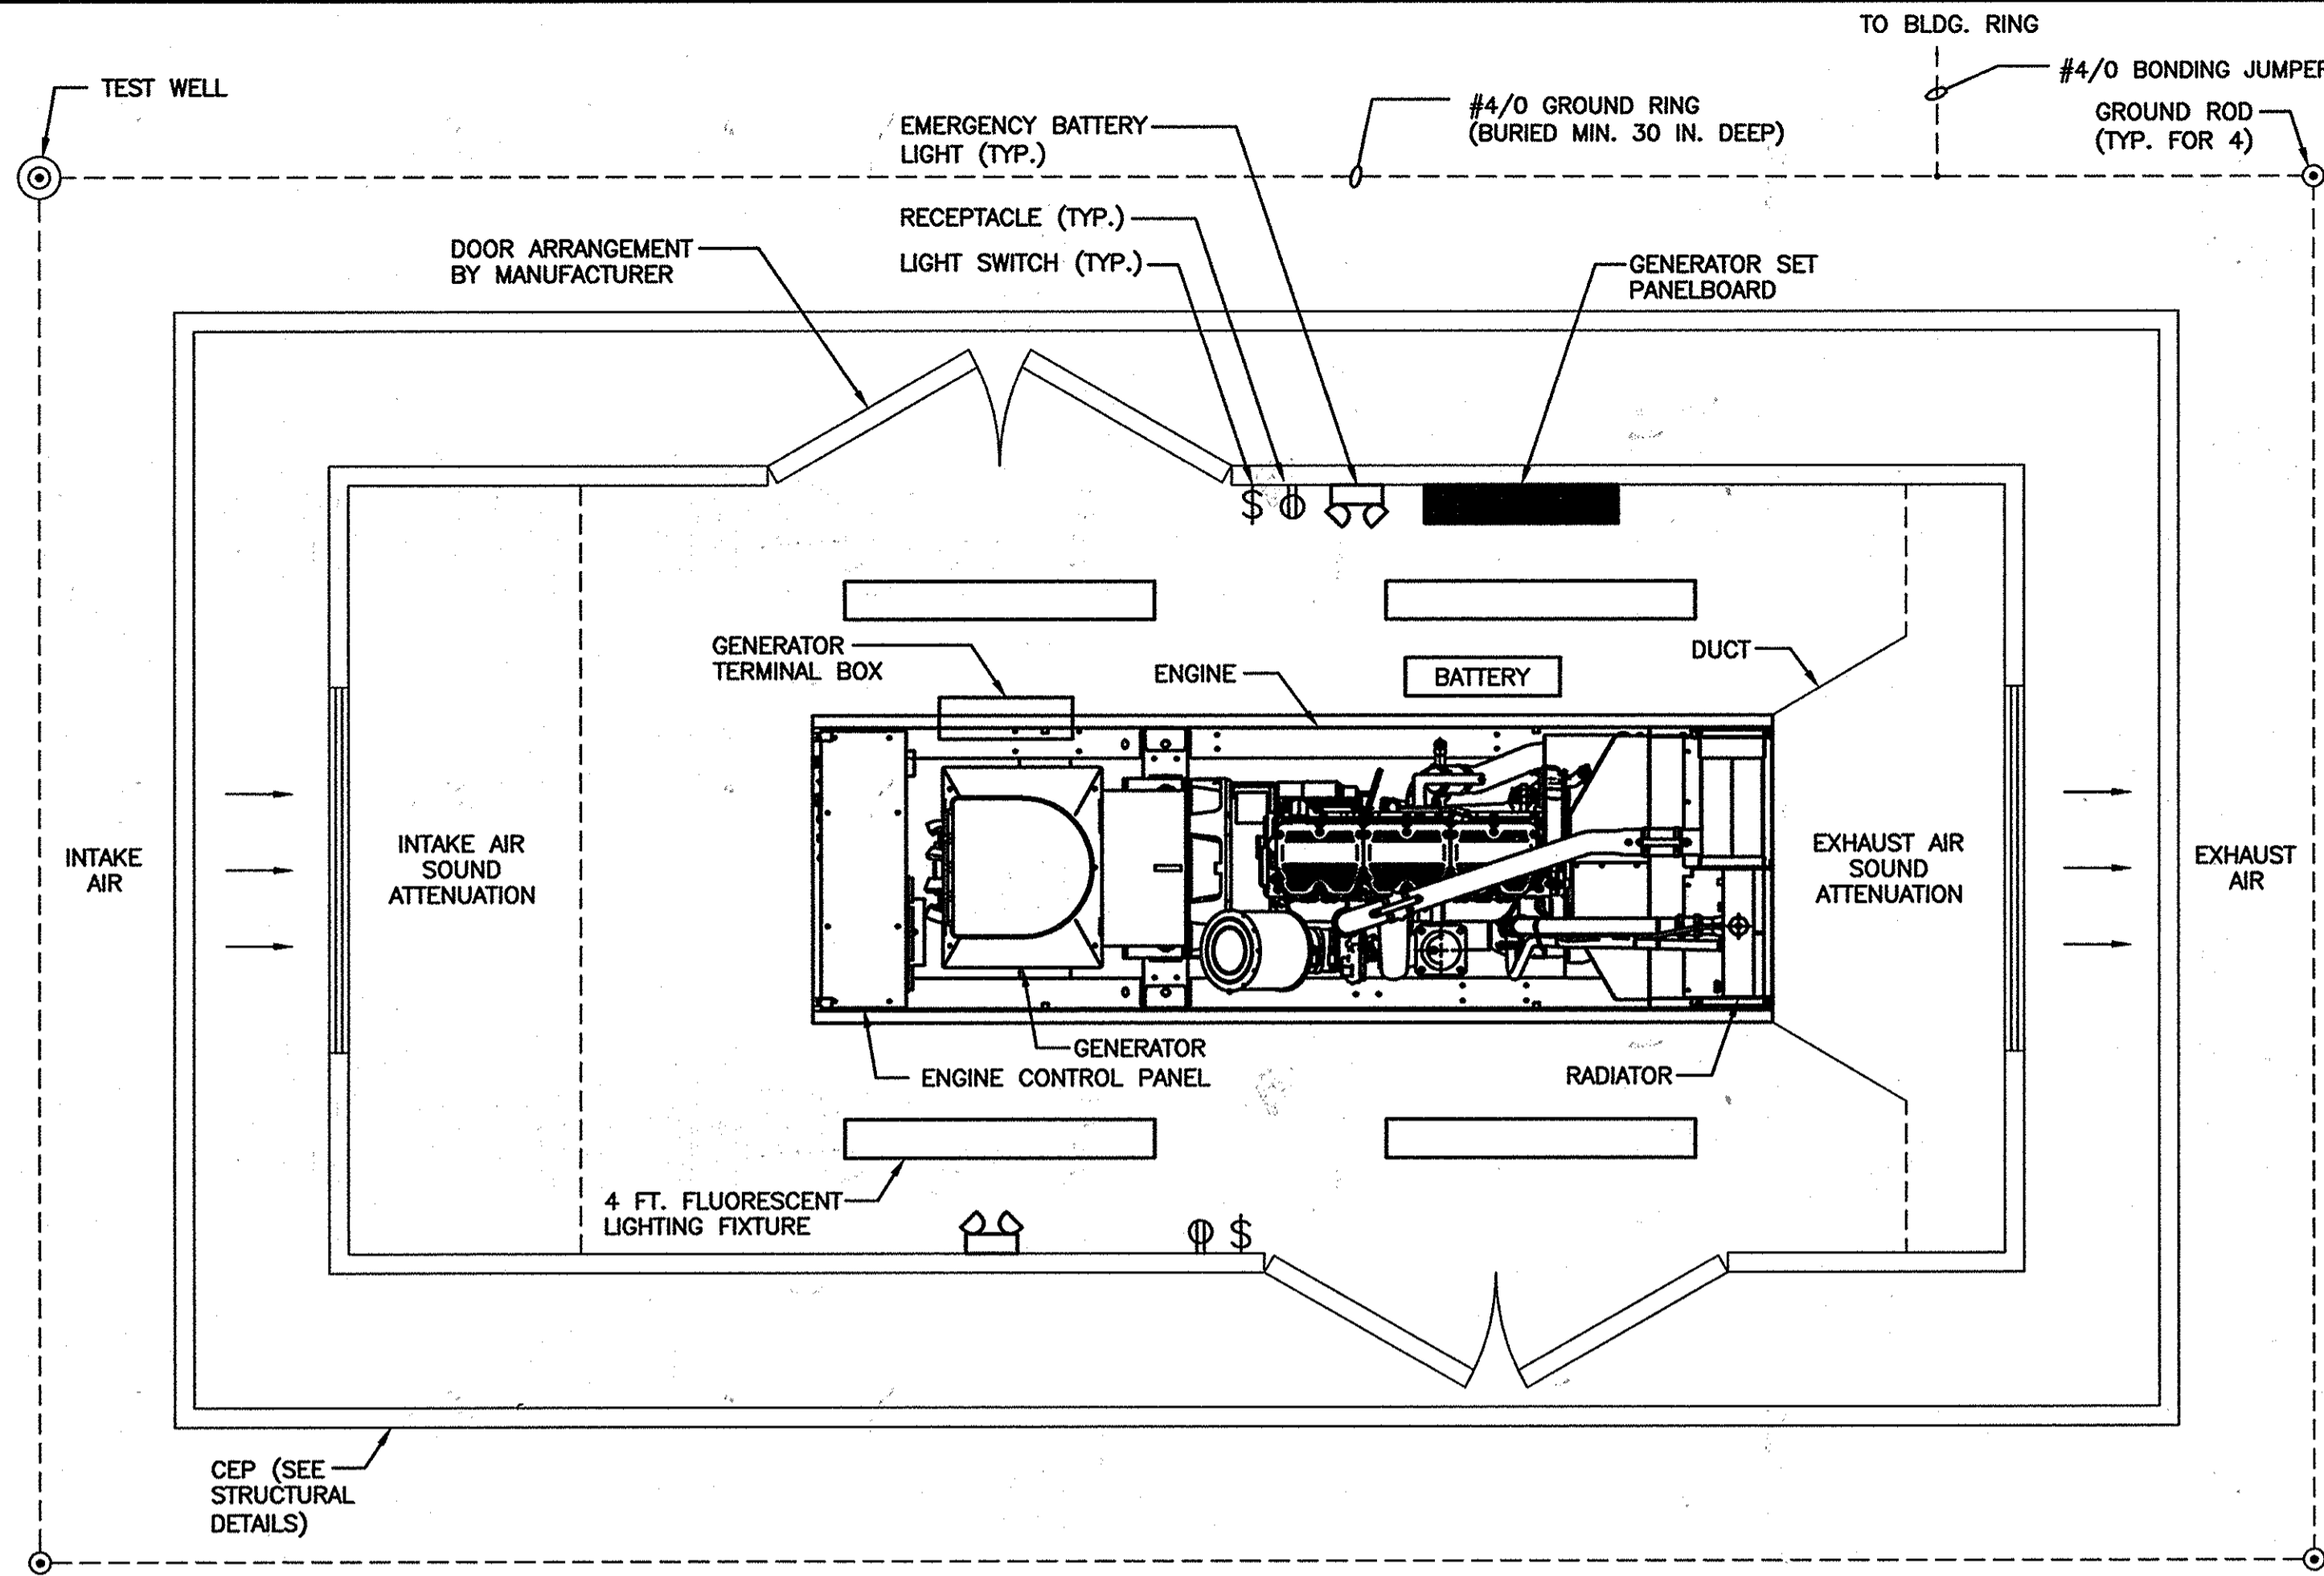 TO BLDG. RING
TEST WELL
#4/0 BONDING JUMPER
#4/0 GROUND RING
(BURIED MIN. 30 IN. DEEP)
GROUND ROD
(TYP. FOR 4)
EMERGENCY BATTERY
LIGHT (TYP.)
RECEPTACLE (TYP.)
LIGHT SWITCH (TYP.)
DOOR ARRANGEMENT
BY MANUFACTURER
GENERATOR SET
PANELBOARD
GENERATOR
TERMINAL BOX
ENGINE
BATTERY
DUCT
INTAKE
AIR
INTAKE AIR
SOUND
ATTENUATION
EXHAUST AIR
SOUND
ATTENUATION
EXHAUST
AIR
GENERATOR
ENGINE CONTROL PANEL
RADIATOR
4 FT. FLUORESCENT
LIGHTING FIXTURE
$
$
CEP (SEE
STRUCTURAL
DETAILS)